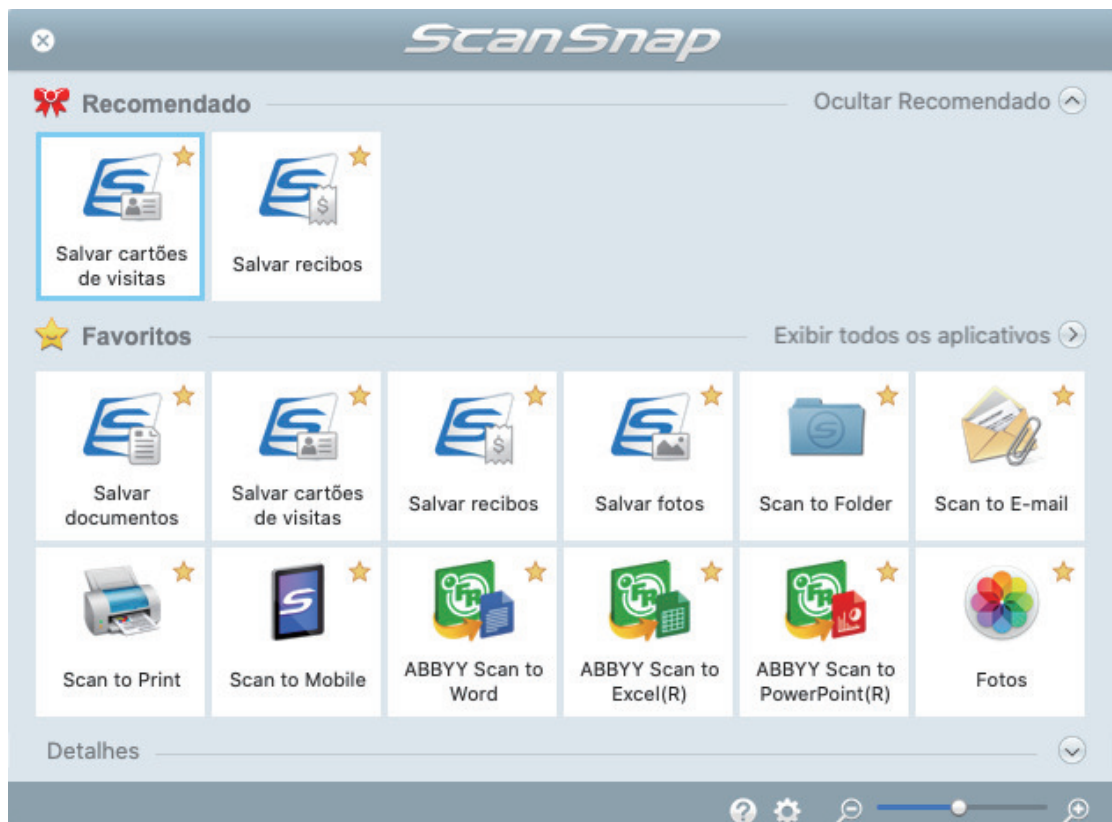 ScanSnap
Recomendado
Ocultar Recomendado
Salvar cartões
de visitas
Salvar recibos
Favoritos
Exibir todos os aplicativos
Salvar
documentos
Salvar cartões
de visitas
Salvar recibos
Salvar fotos
Scan to Folder
Scan to E-mail
Scan to Print
Scan to Mobile
ABBYY Scan to
Word
ABBYY Scan to
Excel(R)
ABBYY Scan to
PowerPoint(R)
Fotos
Detalhes